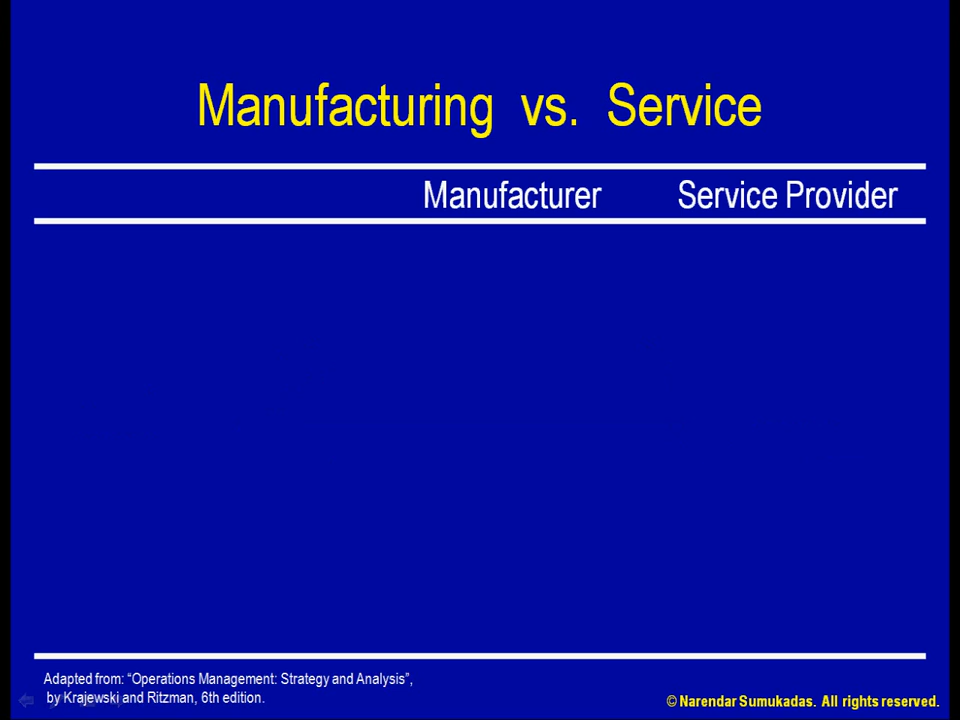 Manufacturing vs. Service
Manufacturer Service Provider
Adapted from: “Operations Management: Strategy and Analysis”,
by Krajewski and Ritzman, 6th edition.
© Narendar Sumukadas. All rights reserved.